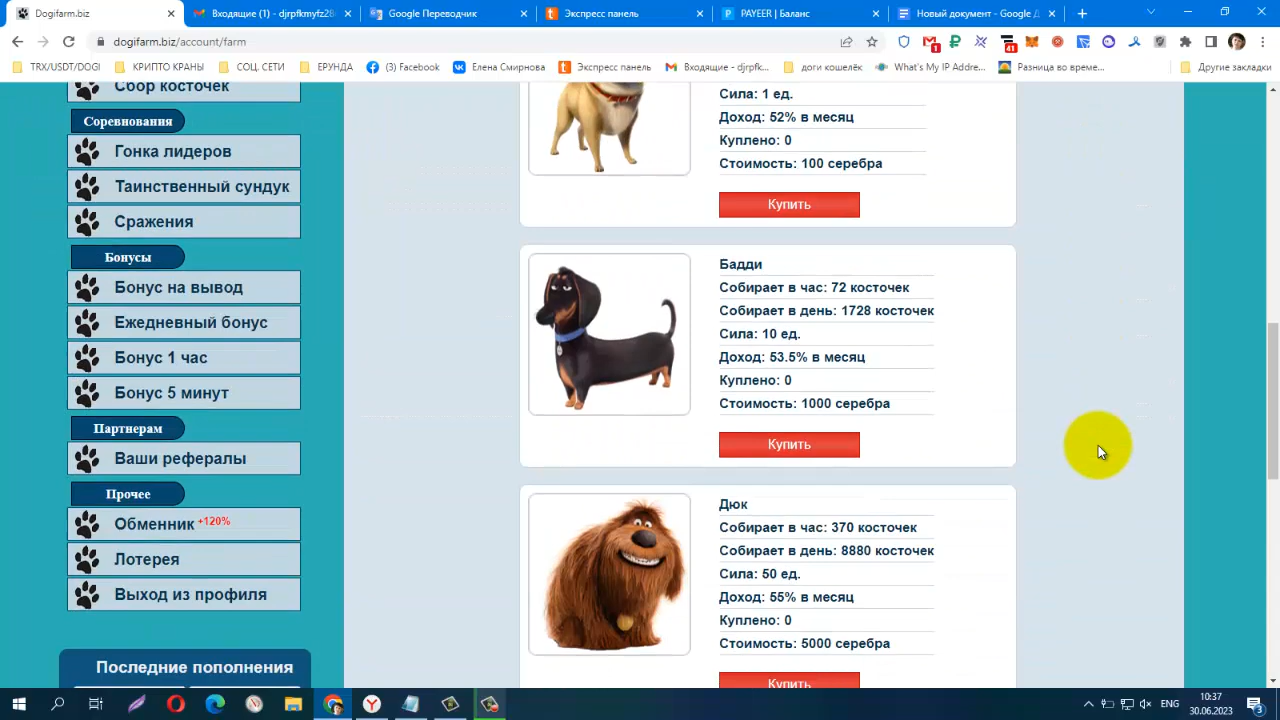 Dogifarm.biz
Входящие (1) - djrpfkmyfz28
Google Переводчик
Экспресс панель
PAYEER | Баланс
Новый документ - Google Д
dogifarm.biz/account/farm
1
41
TRX/USDT/DOGI
КРИПТО КРАНЫ
СОЦ. СЕТИ
ЕРУНДА
(3) Facebook
Елена Смирнова
Экспресс панель
Входящие - djrpfk...
доги кошелёк
What's My IP Addre...
Разница во време...
Другие закладки
Сбор косточек
Соревнования
Гонка лидеров
Таинственный сундук
Сражения
Бонусы
Бонус на вывод
Ежедневный бонус
Бонус 1 час
Бонус 5 минут
Партнерам
Ваши рефералы
Прочее
Обменник +120%
Лотерея
Выход из профиля
Последние пополнения
Сила: 1 ед.
Доход: 52% в месяц
Куплено: 0
Стоимость: 100 серебра
Купить
Бадди
Собирает в час: 72 косточек
Собирает в день: 1728 косточек
Сила: 10 ед.
Доход: 53.5% в месяц
Куплено: 0
Стоимость: 1000 серебра
Купить
Дюк
Собирает в час: 370 косточек
Собирает в день: 8880 косточек
Сила: 50 ед.
Доход: 55% в месяц
Куплено: 0
Стоимость: 5000 серебра
Купить
ENG
10:37
30.06.2023
3